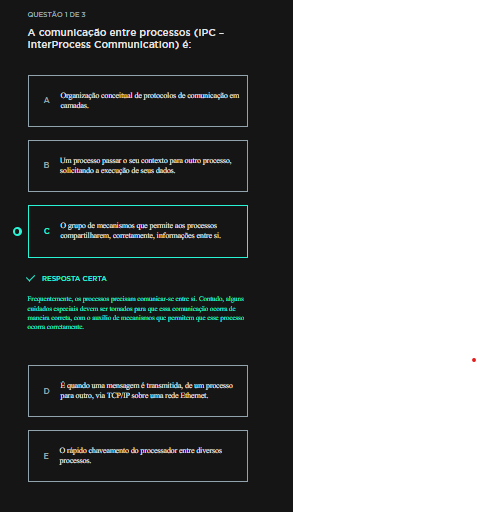 QUESTÃO 1 DE 3
A comunicação entre processos (IPC –
InterProcess Communication) é:
A
Organização conceitual de protocolos de comunicação em
camadas.
B
Um processo passar o seu contexto para outro processo,
solicitando a execução de seus dados.
C
O grupo de mecanismos que permite aos processos
compartilharem, corretamente, informações entre si.
RESPOSTA CERTA
Frequentemente, os processos precisam comunicar-se entre si. Contudo, alguns
cuidados especiais devem ser tomados para que essa comunicação ocorra de
maneira correta, com o auxílio de mecanismos que permitem que esse processo
ocorra corretamente.
D
É quando uma mensagem é transmitida, de um processo
para outro, via TCP/IP sobre uma rede Ethernet.
E
O rápido chaveamento do processador entre diversos
processos.